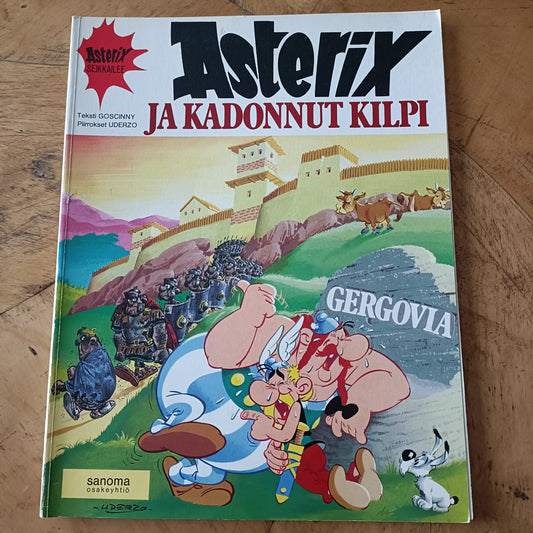 Asterix
SEIKKAILEE
Asterix
Teksti GOSCINNY
Piirrokset UDERZO
JA KADONNUT KILPI
GERGOVIA
sanoma
osakeyhtiö
-UDERZO-